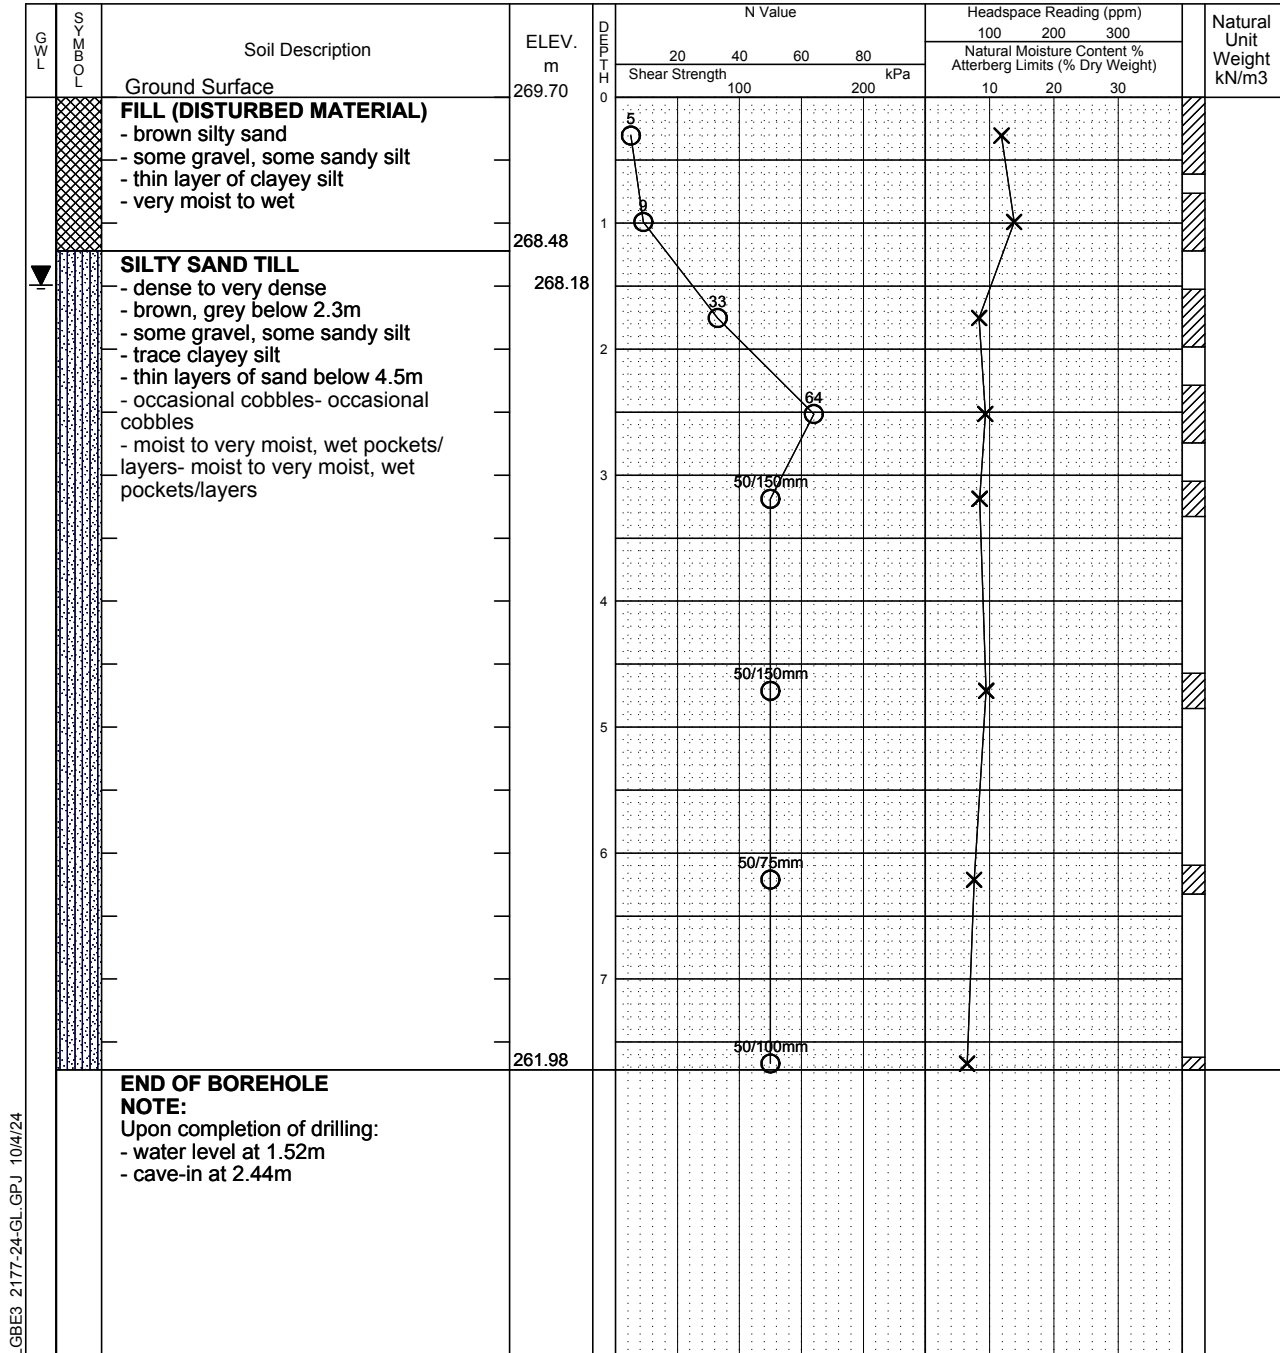 GWL
SYMBOL
Soil Description
Ground Surface
ELEV.
m
269.70
DEPTH
N Value
20 40 60 80
Shear Strength kPa
100 200
Headspace Reading (ppm)
100 200 300
Natural Moisture Content %
Atterberg Limits (% Dry Weight)
10 20 30
Natural
Unit
Weight
kN/m3
0
FILL (DISTURBED MATERIAL)
- brown silty sand
- some gravel, some sandy silt
- thin layer of clayey silt
- very moist to wet
268.48
5
9
1
SILTY SAND TILL
- dense to very dense
- brown, grey below 2.3m
- some gravel, some sandy silt
- trace clayey silt
- thin layers of sand below 4.5m
- occasional cobbles- occasional
cobbles
- moist to very moist, wet pockets/
layers- moist to very moist, wet
pockets/layers
268.18
33
2
64
3
50/150mm
4
50/150mm
5
6
50/75mm
7
50/100mm
261.98
END OF BOREHOLE
NOTE:
Upon completion of drilling:
- water level at 1.52m
- cave-in at 2.44m
LGBE3 2177-24-GL.GPJ 10/4/24